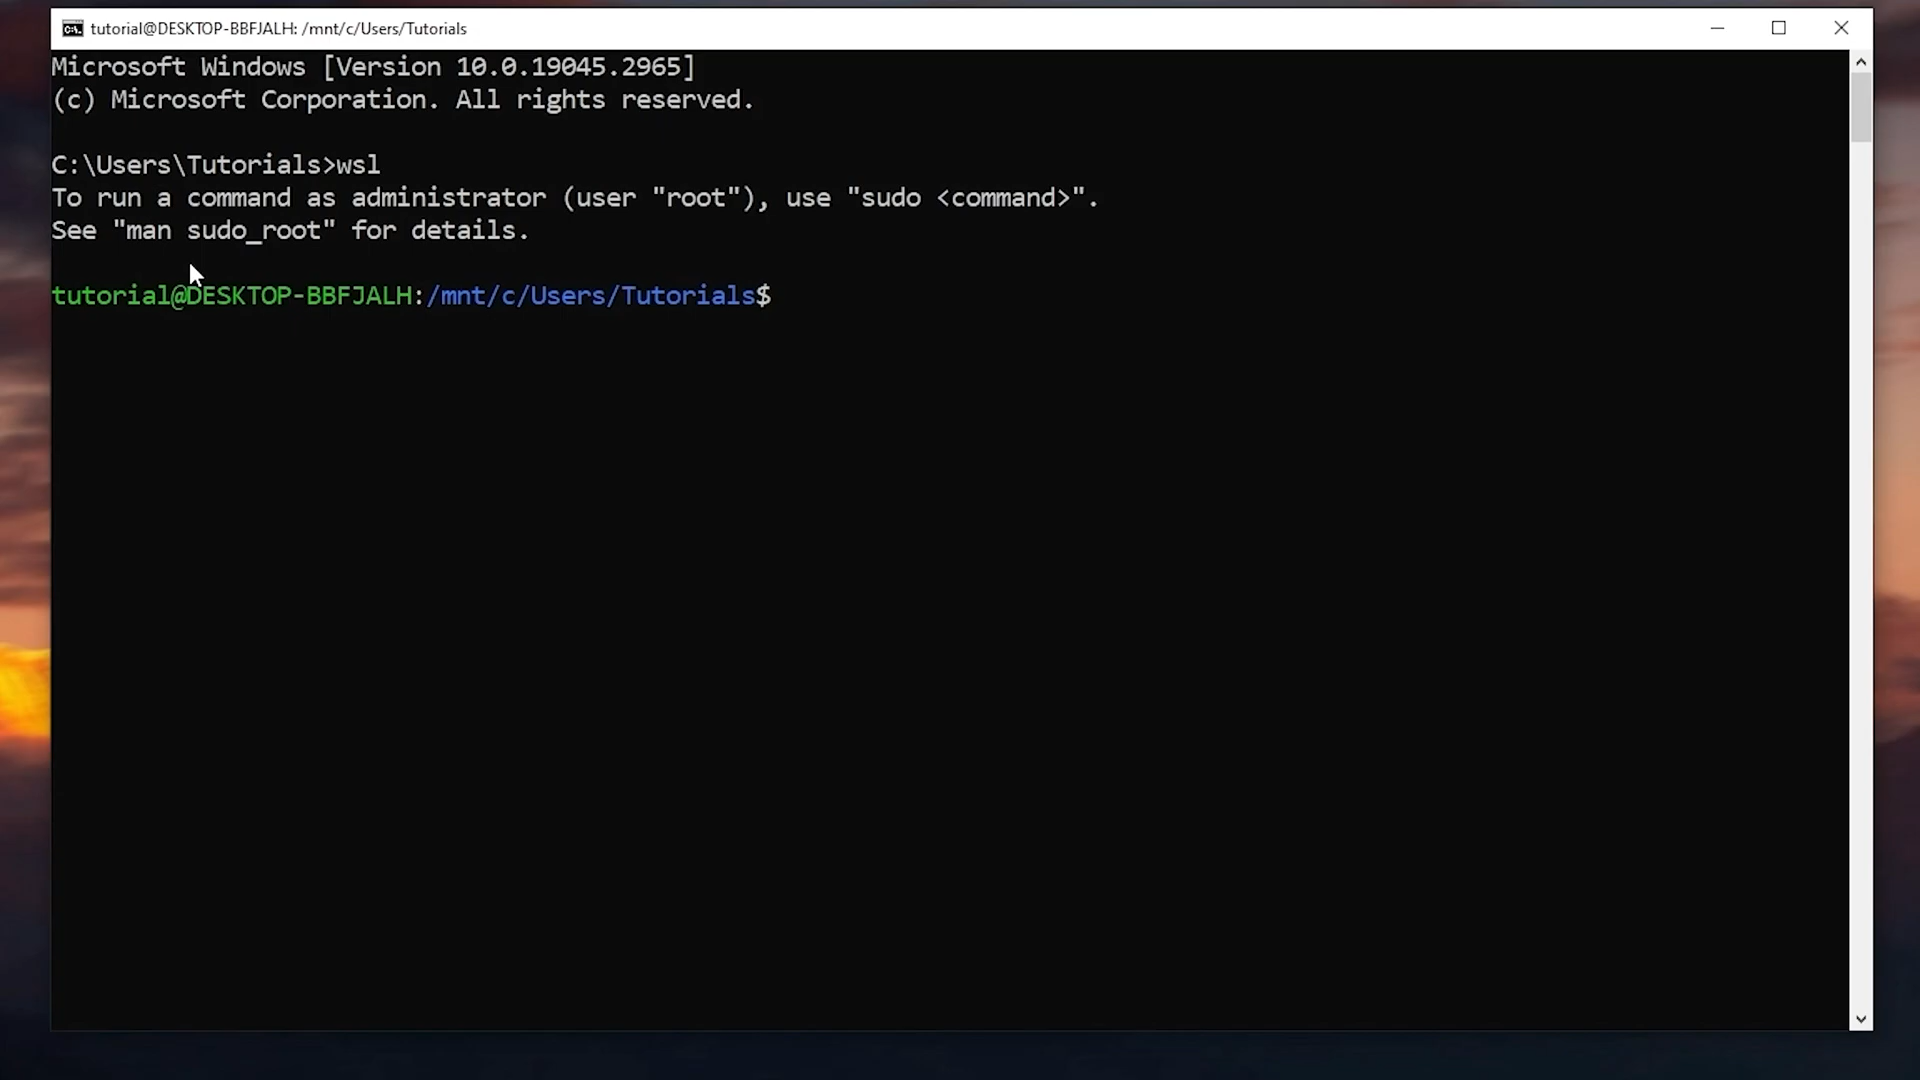 tutorial@DESKTOP-BBFJALH: /mnt/c/Users/Tutorials
Microsoft Windows [Version 10.0.19045.2965]
(c) Microsoft Corporation. All rights reserved.
C:\Users\Tutorials>wsl
To run a command as administrator (user "root"), use "sudo <command>".
See "man sudo_root" for details.
tutorial@DESKTOP-BBFJALH:/mnt/c/Users/Tutorials$